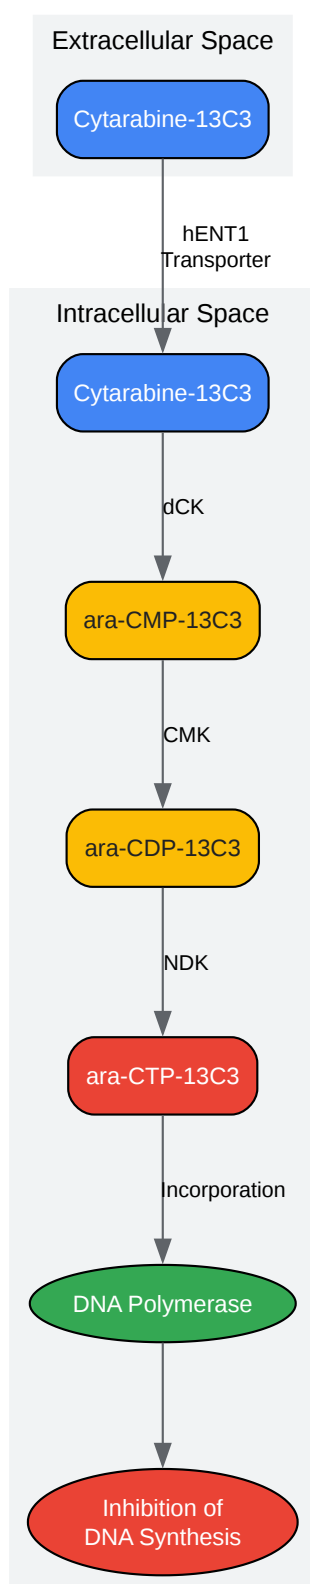 Extracellular Space
Cytarabine-13C3
hENT1
Transporter
Intracellular Space
Cytarabine-13C3
dCK
ara-CMP-13C3
CMK
ara-CDP-13C3
NDK
ara-CTP-13C3
Incorporation
DNA Polymerase
Inhibition of
DNA Synthesis